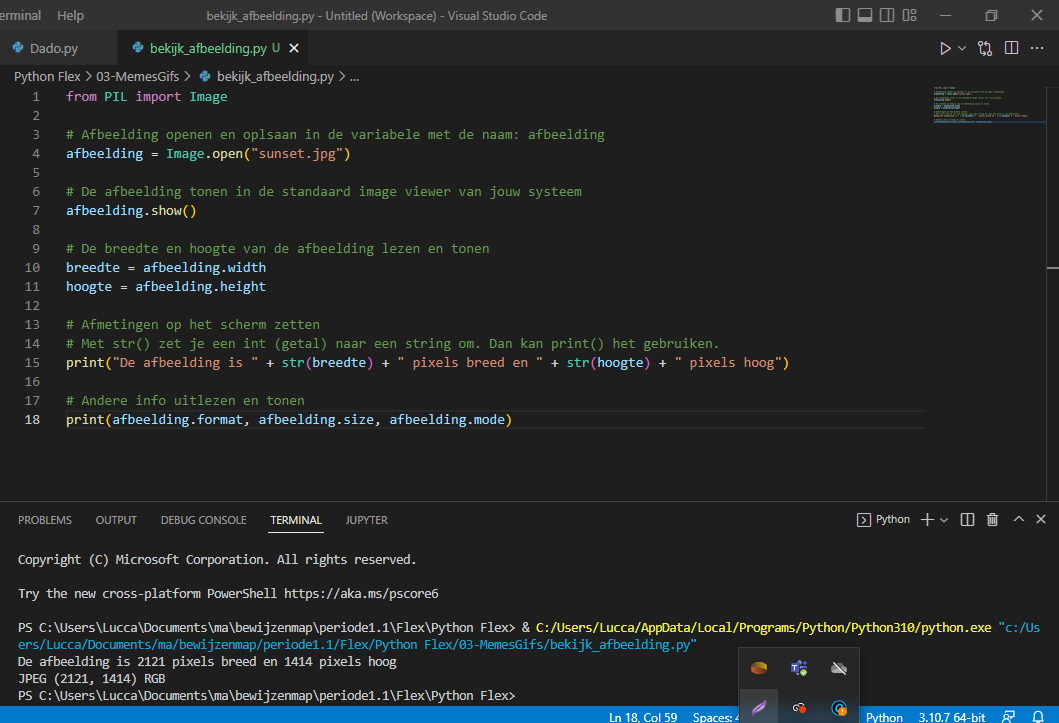 erminal Help bekijk_afbeelding.py - Untitled (Workspace) - Visual Studio Code
Dado.py bekijk_afbeelding.py U
Python Flex > 03-MemesGifs > bekijk_afbeelding.py > ...
1 from PIL import Image
2
3 # Afbeelding openen en oplsaan in de variabele met de naam: afbeelding
4 afbeelding = Image.open("sunset.jpg")
5
6 # De afbeelding tonen in de standaard image viewer van jouw systeem
7 afbeelding.show()
8
9 # De breedte en hoogte van de afbeelding lezen en tonen
10 breedte = afbeelding.width
11 hoogte = afbeelding.height
12
13 # Afmetingen op het scherm zetten
14 # Met str() zet je een int (getal) naar een string om. Dan kan print() het gebruiken.
15 print("De afbeelding is " + str(breedte) + " pixels breed en " + str(hoogte) + " pixels hoog")
16
17 # Andere info uitlezen en tonen
18 print(afbeelding.format, afbeelding.size, afbeelding.mode)
PROBLEMS OUTPUT DEBUG CONSOLE TERMINAL JUPYTER Python
Copyright (C) Microsoft Corporation. All rights reserved.
Try the new cross-platform PowerShell https://aka.ms/pscore6
PS C:\Users\Lucca\Documents\ma\bewijzenmap\periode1.1\Flex\Python Flex> & C:/Users/Lucca/AppData/Local/Programs/Python/Python310/python.exe "c:/Us
ers/Lucca/Documents/ma/bewijzenmap/periode1.1/Flex/Python Flex/03-MemesGifs/bekijk_afbeelding.py"
De afbeelding is 2121 pixels breed en 1414 pixels hoog
JPEG (2121, 1414) RGB
PS C:\Users\Lucca\Documents\ma\bewijzenmap\periode1.1\Flex\Python Flex>
Ln 18, Col 59 Spaces: 4 Python 3.10.7 64-bit